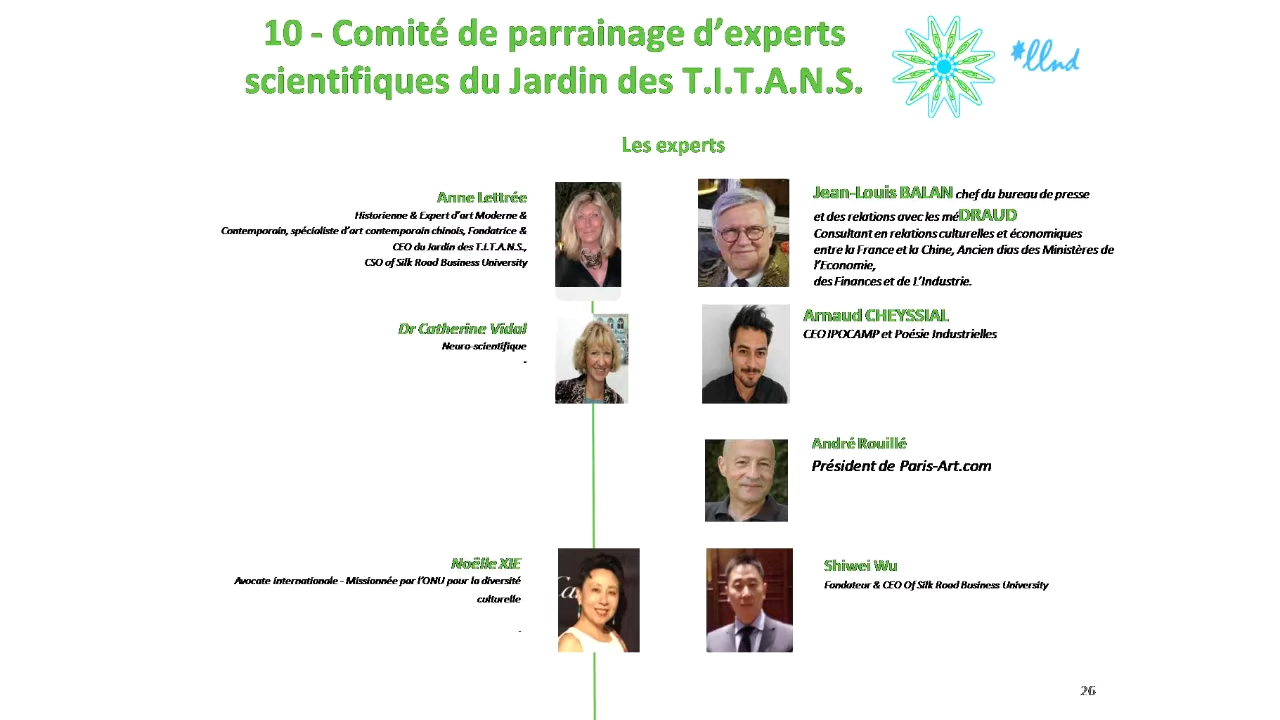 10 - Comité de parrainage d'experts
scientifiques du Jardin des T.I.T.A.N.S.
*llnd
Les experts
Anne Lettrée
Historienne & Expert d'art Moderne &
Contemporain, spécialiste d'art contemporain chinois, Fondatrice &
CEO du Jardin des T.I.T.A.N.S.,
CSO of Silk Road Business University
Jean-Louis BALAN chef du bureau de presse
et des relations avec les méDRAUD
Consultant en relations culturelles et économiques
entre la France et la Chine, Ancien dias des Ministères de
l'Economie,
des Finances et de L'Industrie.
Dr Catherine Vidal
Neuro-scientifique
-
Arnaud CHEYSSIAL
CEO IPOCAMP et Poésie Industrielles
André Rouillé
Président de Paris-Art.com
Noëlle XIE
Avocate internationale - Missionnée par l'ONU pour la diversité
culturelle
-
Shiwei Wu
Fondateur & CEO Of Silk Road Business University
26